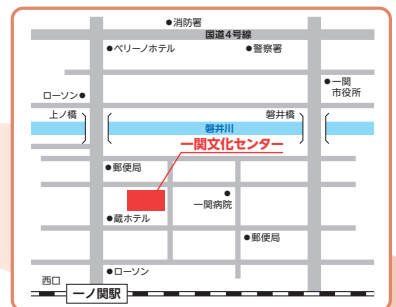 ●消防署
国道4号線
●ベリーノホテル
●警察署
●一関
市役所
ローソン●
上ノ橋
磐井橋
磐井川
一関文化センター
●郵便局
●
一関病院
●蔵ホテル
●郵便局
●ローソン
西口
一ノ関駅